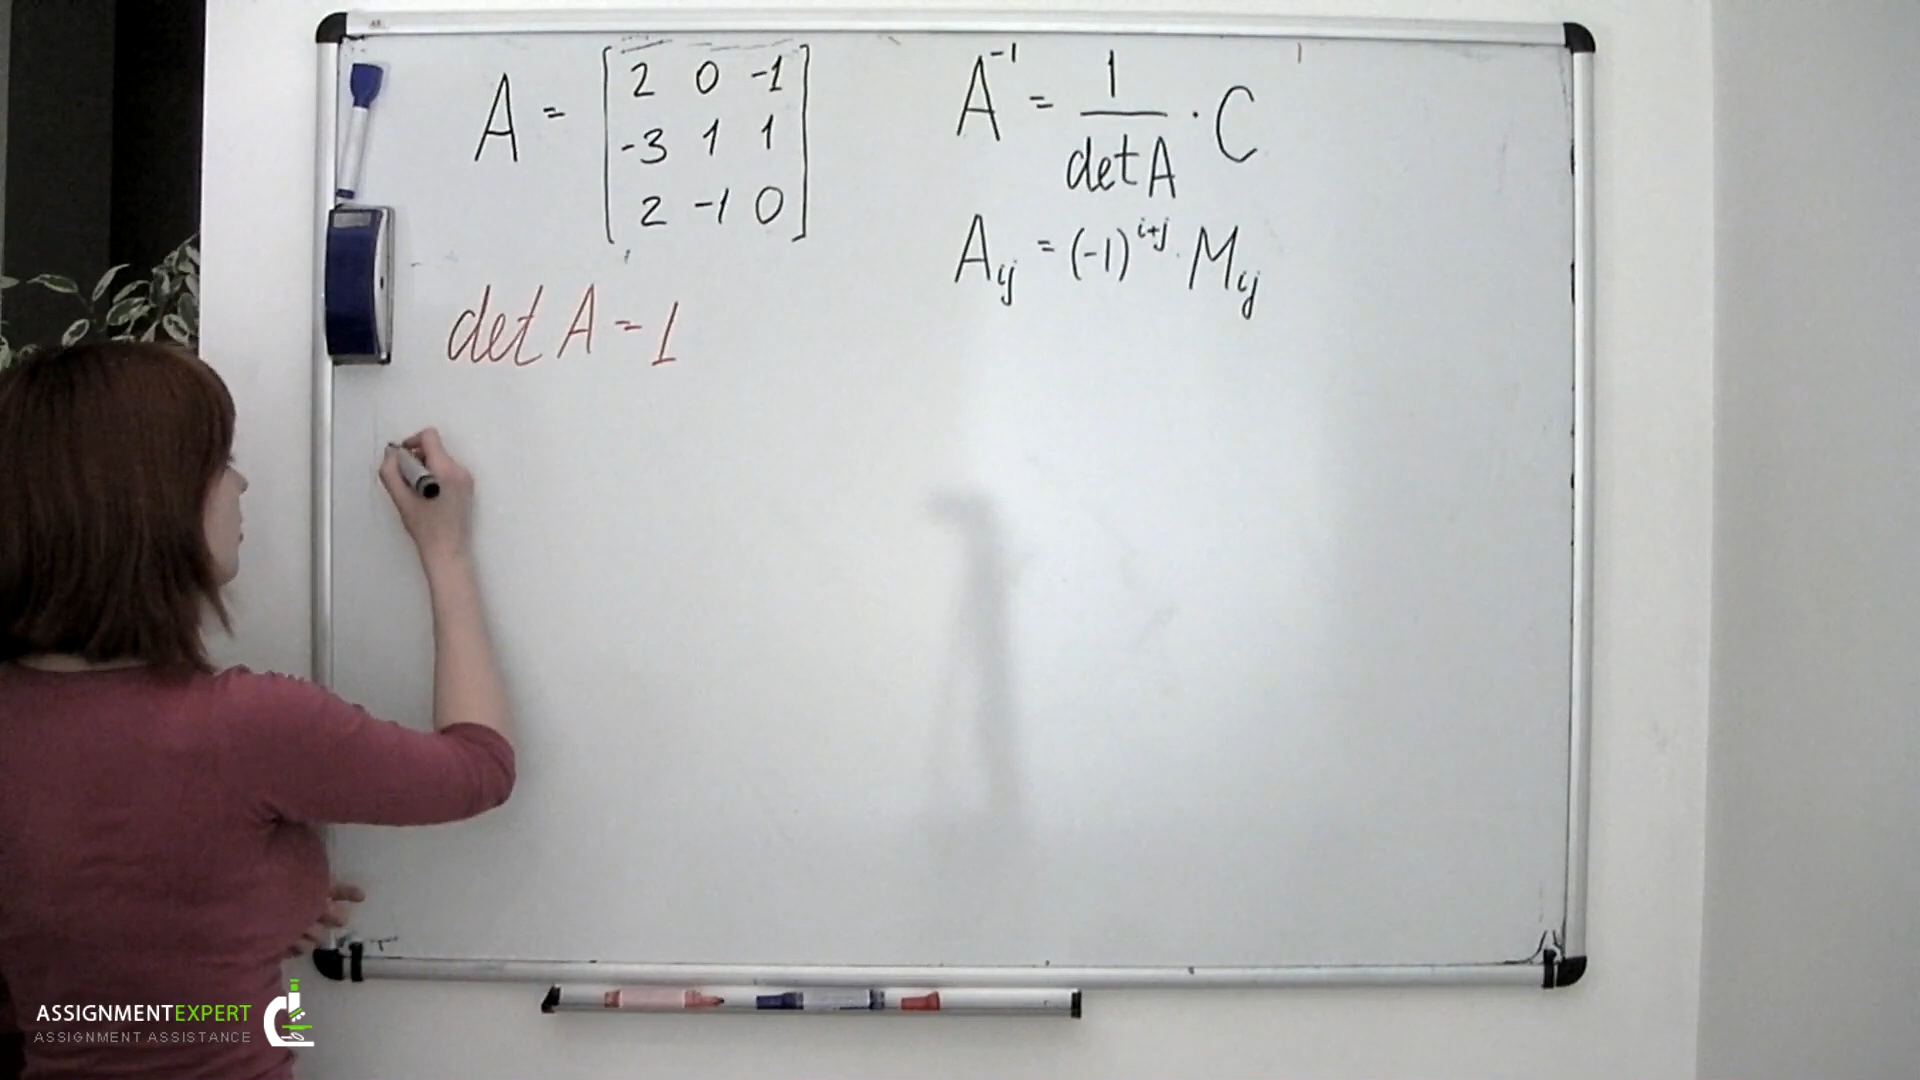 A = [2 0 -1
-3 1 1
2 -1 0]
det A = 1
A⁻¹ = 1/det A · C
Aij = (-1)^i+j · Mij
ASSIGNMENTEXPERT
ASSIGNMENT ASSISTANCE